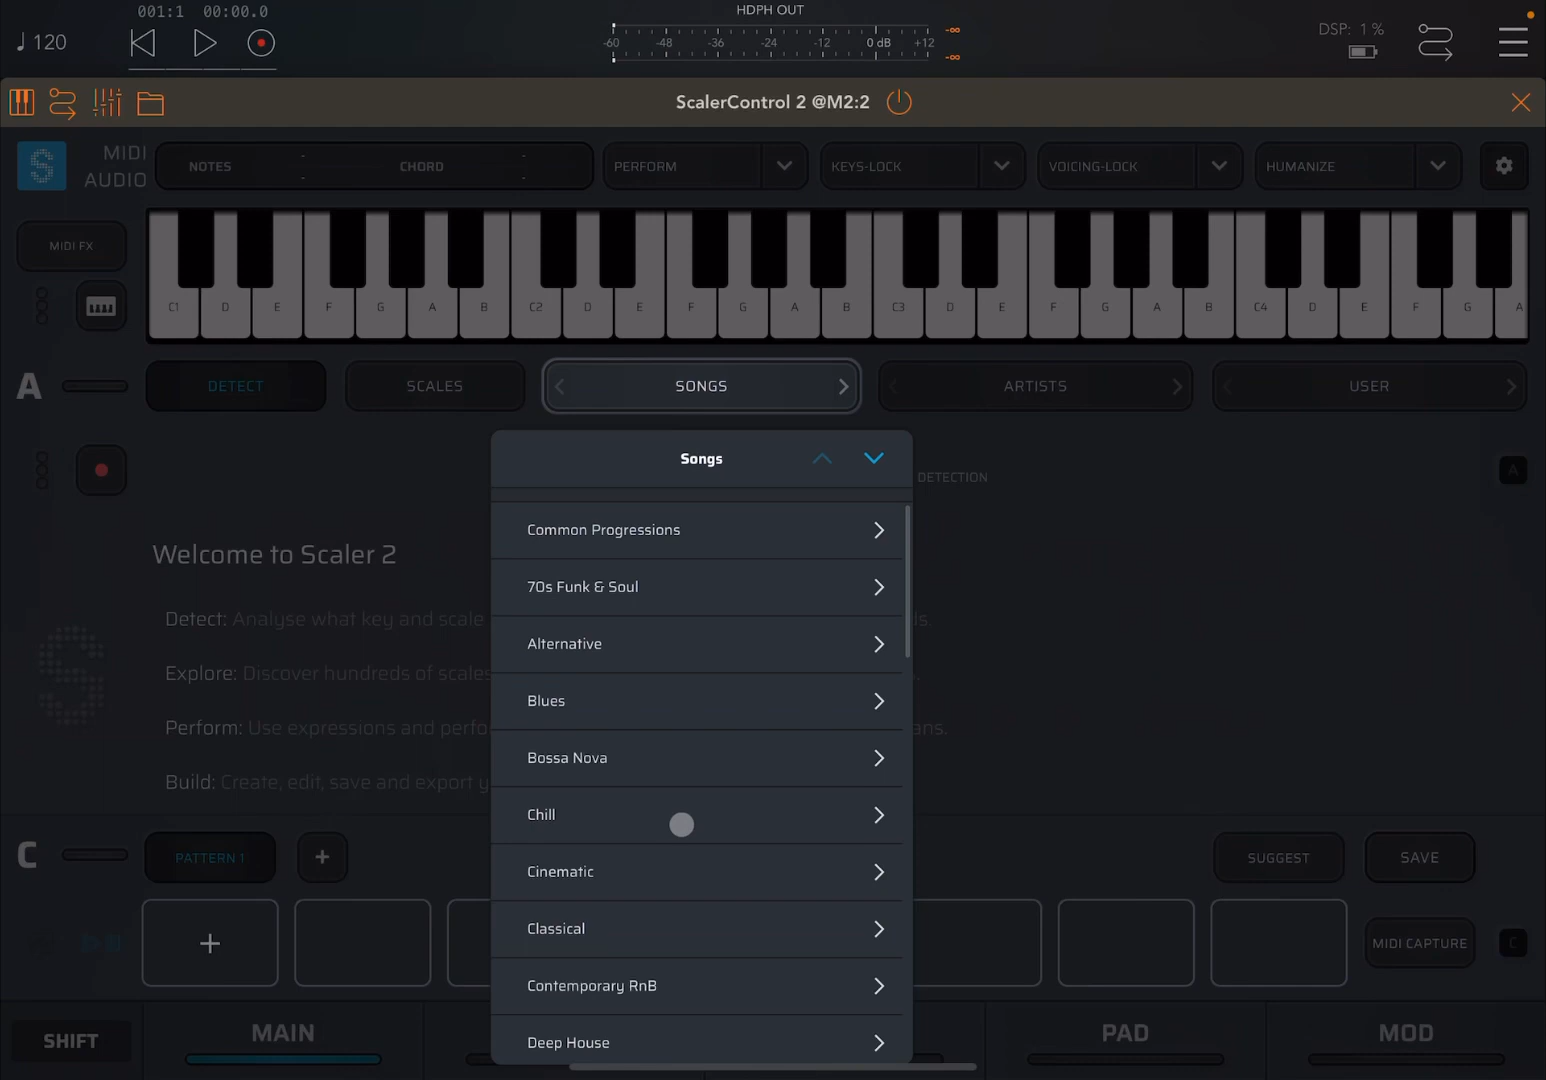 001:1 00:00.0
HDPH OUT
♩ 120
-60 -48 -36 -24 -12 0 dB +12
-∞
-∞
DSP: 1 %
ScalerControl 2 @M2:2
S
MIDI
AUDIO
NOTES - - CHORD - -
PERFORM
KEYS-LOCK
VOICING-LOCK
HUMANIZE
MIDI FX
C1 D E F G A B C2 D E F G A B C3 D E F G A B C4 D E F G A
A
DETECT
SCALES
SONGS
ARTISTS
USER
Songs
DETECTION
A
Common Progressions
70s Funk & Soul
Alternative
Blues
Bossa Nova
Chill
Cinematic
Classical
Contemporary RnB
Deep House
Welcome to Scaler 2
Detect: Analyse what key and scale
Explore: Discover hundreds of scales
Perform: Use expressions and
Build: Create, edit, save and export
C
PATTERN 1
+
SUGGEST
SAVE
+
MIDI CAPTURE
C
SHIFT
MAIN
PAD
MOD